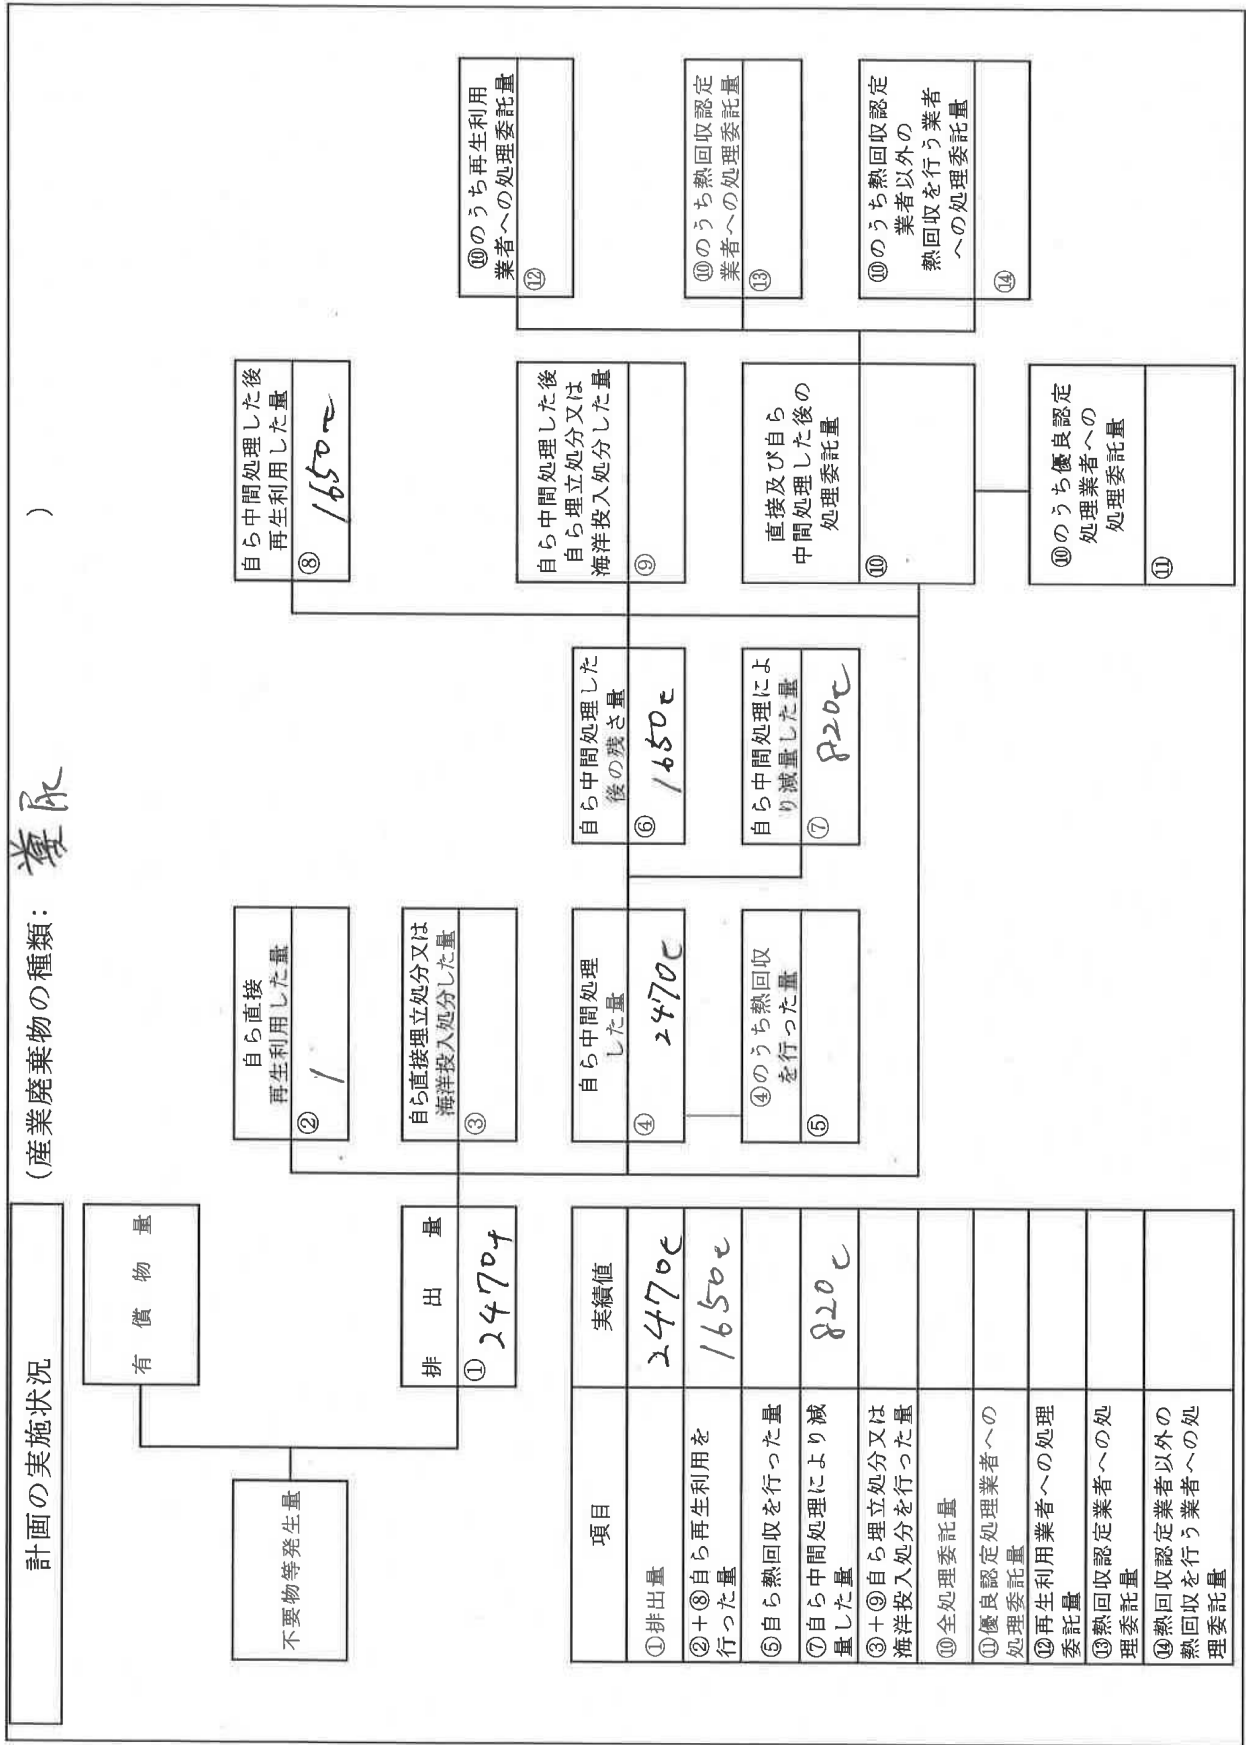 計画の実施状況
(産業廃棄物の種類: 糞尿 )
有償物量
不要物等発生量
排出量
① 2470t
自ら直接
再生利用した量
② /
自ら直接埋立処分又は
海洋投入処分した量
③
自ら中間処理
した量
④ 2470t
④のうち熱回収
を行った量
⑤
自ら中間処理した
後の残さ量
⑥ 1650t
自ら中間処理によ
り減量した量
⑦ 820t
自ら中間処理した後
再生利用した量
⑧ 1650t
自ら中間処理した後
自ら埋立処分又は
海洋投入処分した量
⑨
直接及び自ら
中間処理した後の
処理委託量
⑩
⑩のうち優良認定
処理業者への
処理委託量
⑪
⑩のうち再生利用
業者への処理委託量
⑫
⑩のうち熱回収認定
業者への処理委託量
⑬
⑩のうち熱回収認定
業者以外の
熱回収を行う業者
への処理委託量
⑭
項目 実績値
①排出量 2470t
②+⑧自ら再生利用を
行った量 1650t
⑤自ら熱回収を行った量
⑦自ら中間処理により減
量した量 820t
③+⑨自ら埋立処分又は
海洋投入処分を行った量
⑩全処理委託量
⑪優良認定処理業者への
処理委託量
⑫再生利用業者への処理
委託量
⑬熱回収認定業者への処
理委託量
⑭熱回収認定業者以外の
熱回収を行う業者への処
理委託量